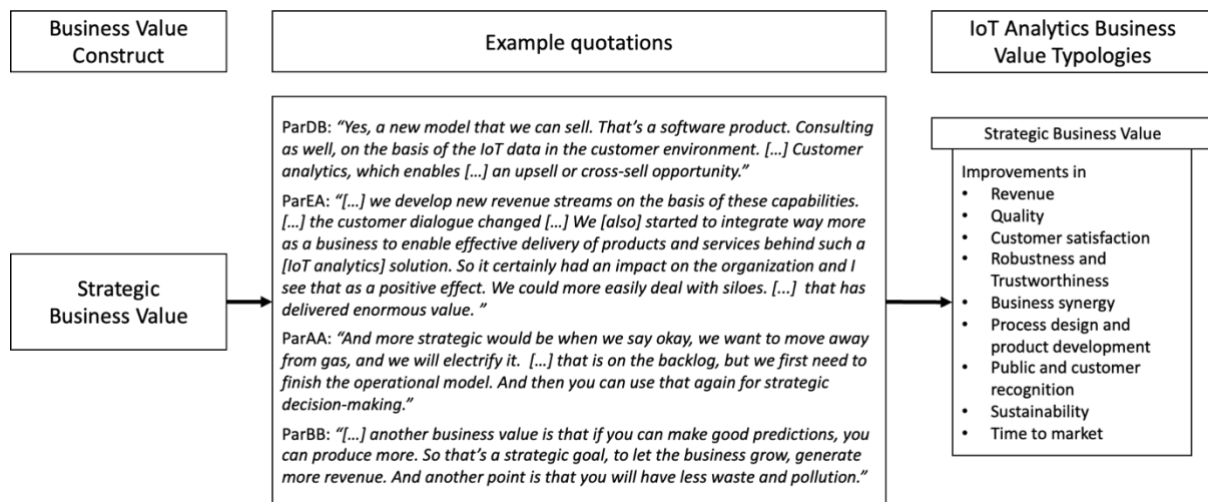 Business Value
Construct
Example quotations
IoT Analytics Business
Value Typologies
Strategic
Business Value
ParDB: “Yes, a new model that we can sell. That’s a software product. Consulting
as well, on the basis of the IoT data in the customer environment. […] Customer
analytics, which enables […] an upsell or cross-sell opportunity.”
ParEA: “[…] we develop new revenue streams on the basis of these capabilities.
[…] the customer dialogue changed […] We [also] started to integrate way more
as a business to enable effective delivery of products and services behind such a
[IoT analytics] solution. So it certainly had an impact on the organization and I
see that as a positive effect. We could more easily deal with siloes. […]  that has
delivered enormous value. ”
ParAA: “And more strategic would be when we say okay, we want to move away
from gas, and we will electrify it.  […] that is on the backlog, but we first need to
finish the operational model. And then you can use that again for strategic
decision-making.”
ParBB: “[…] another business value is that if you can make good predictions, you
can produce more. So that’s a strategic goal, to let the business grow, generate
more revenue. And another point is that you will have less waste and pollution.”
Strategic Business Value
Improvements in
• Revenue
• Quality
• Customer satisfaction
• Robustness and
Trustworthiness
• Business synergy
• Process design and
product development
• Public and customer
recognition
• Sustainability
• Time to market